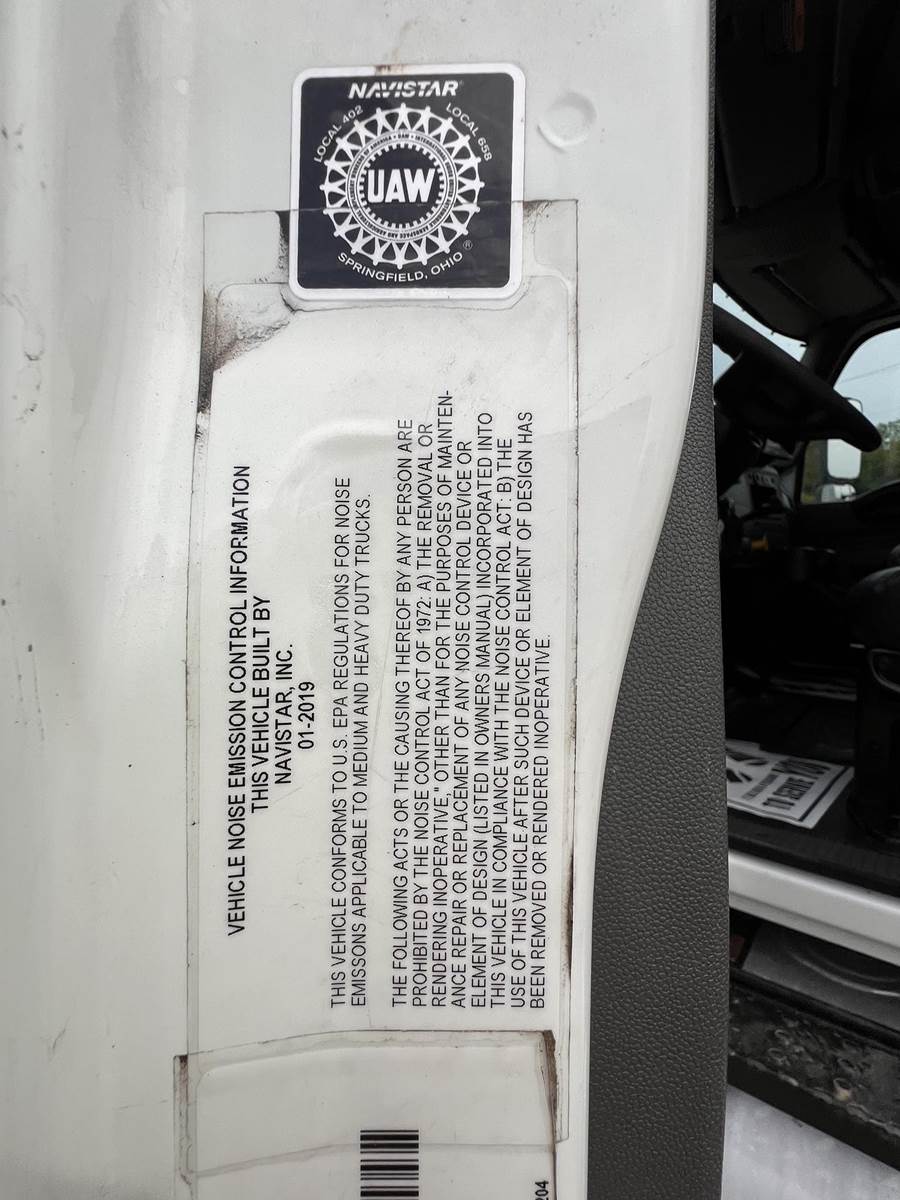 NAVISTAR
LOCAL 402
LOCAL 658
UAW
SPRINGFIELD, OHIO ®
VEHICLE NOISE EMISSION CONTROL INFORMATION
THIS VEHICLE BUILT BY
NAVISTAR, INC.
01-2019
THIS VEHICLE CONFORMS TO U.S. EPA REGULATIONS FOR NOISE
EMISSONS APPLICABLE TO MEDIUM AND HEAVY DUTY TRUCKS.
THE FOLLOWING ACTS OR THE CAUSING THEREOF BY ANY PERSON ARE
PROHIBITED BY THE NOISE CONTROL ACT OF 1972: A) THE REMOVAL OR
RENDERING INOPERATIVE," OTHER THAN FOR THE PURPOSES OF MAINTEN-
ANCE REPAIR OR REPLACEMENT OF ANY NOISE CONTROL DEVICE OR
ELEMENT OF DESIGN (LISTED IN OWNERS MANUAL) INCORPORATED INTO
THIS VEHICLE IN COMPLIANCE WITH THE NOISE CONTROL ACT: B) THE
USE OF THIS VEHICLE AFTER SUCH DEVICE OR ELEMENT OF DESIGN HAS
BEEN REMOVED OR RENDERED INOPERATIVE.
204
TO SERVE YOU